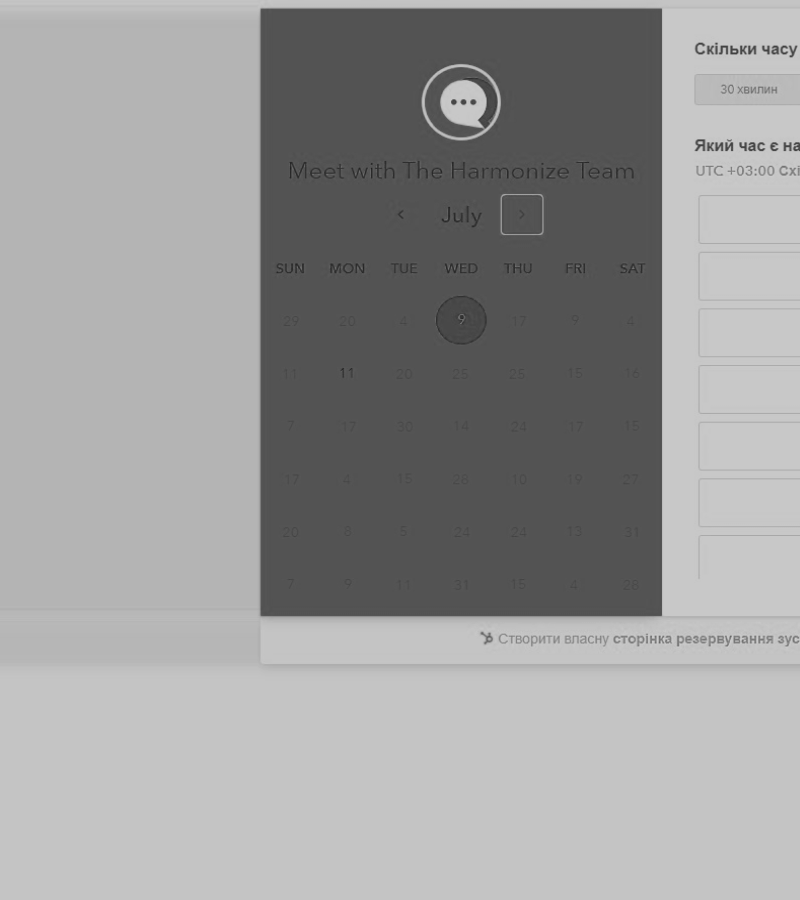 Скільки часу
30 хвилин
Meet with The Harmonize Team
Який час є на
UTC +03:00 Схі
July
SUN MON TUE WED THU FRI SAT
29 20 4 9 17 9 4
11 11 20 25 25 15 16
7 17 30 14 24 17 15
17 4 15 28 10 19 27
20 8 5 24 24 13 31
7 9 11 31 15 4 28
Створити власну сторінка резервування зус